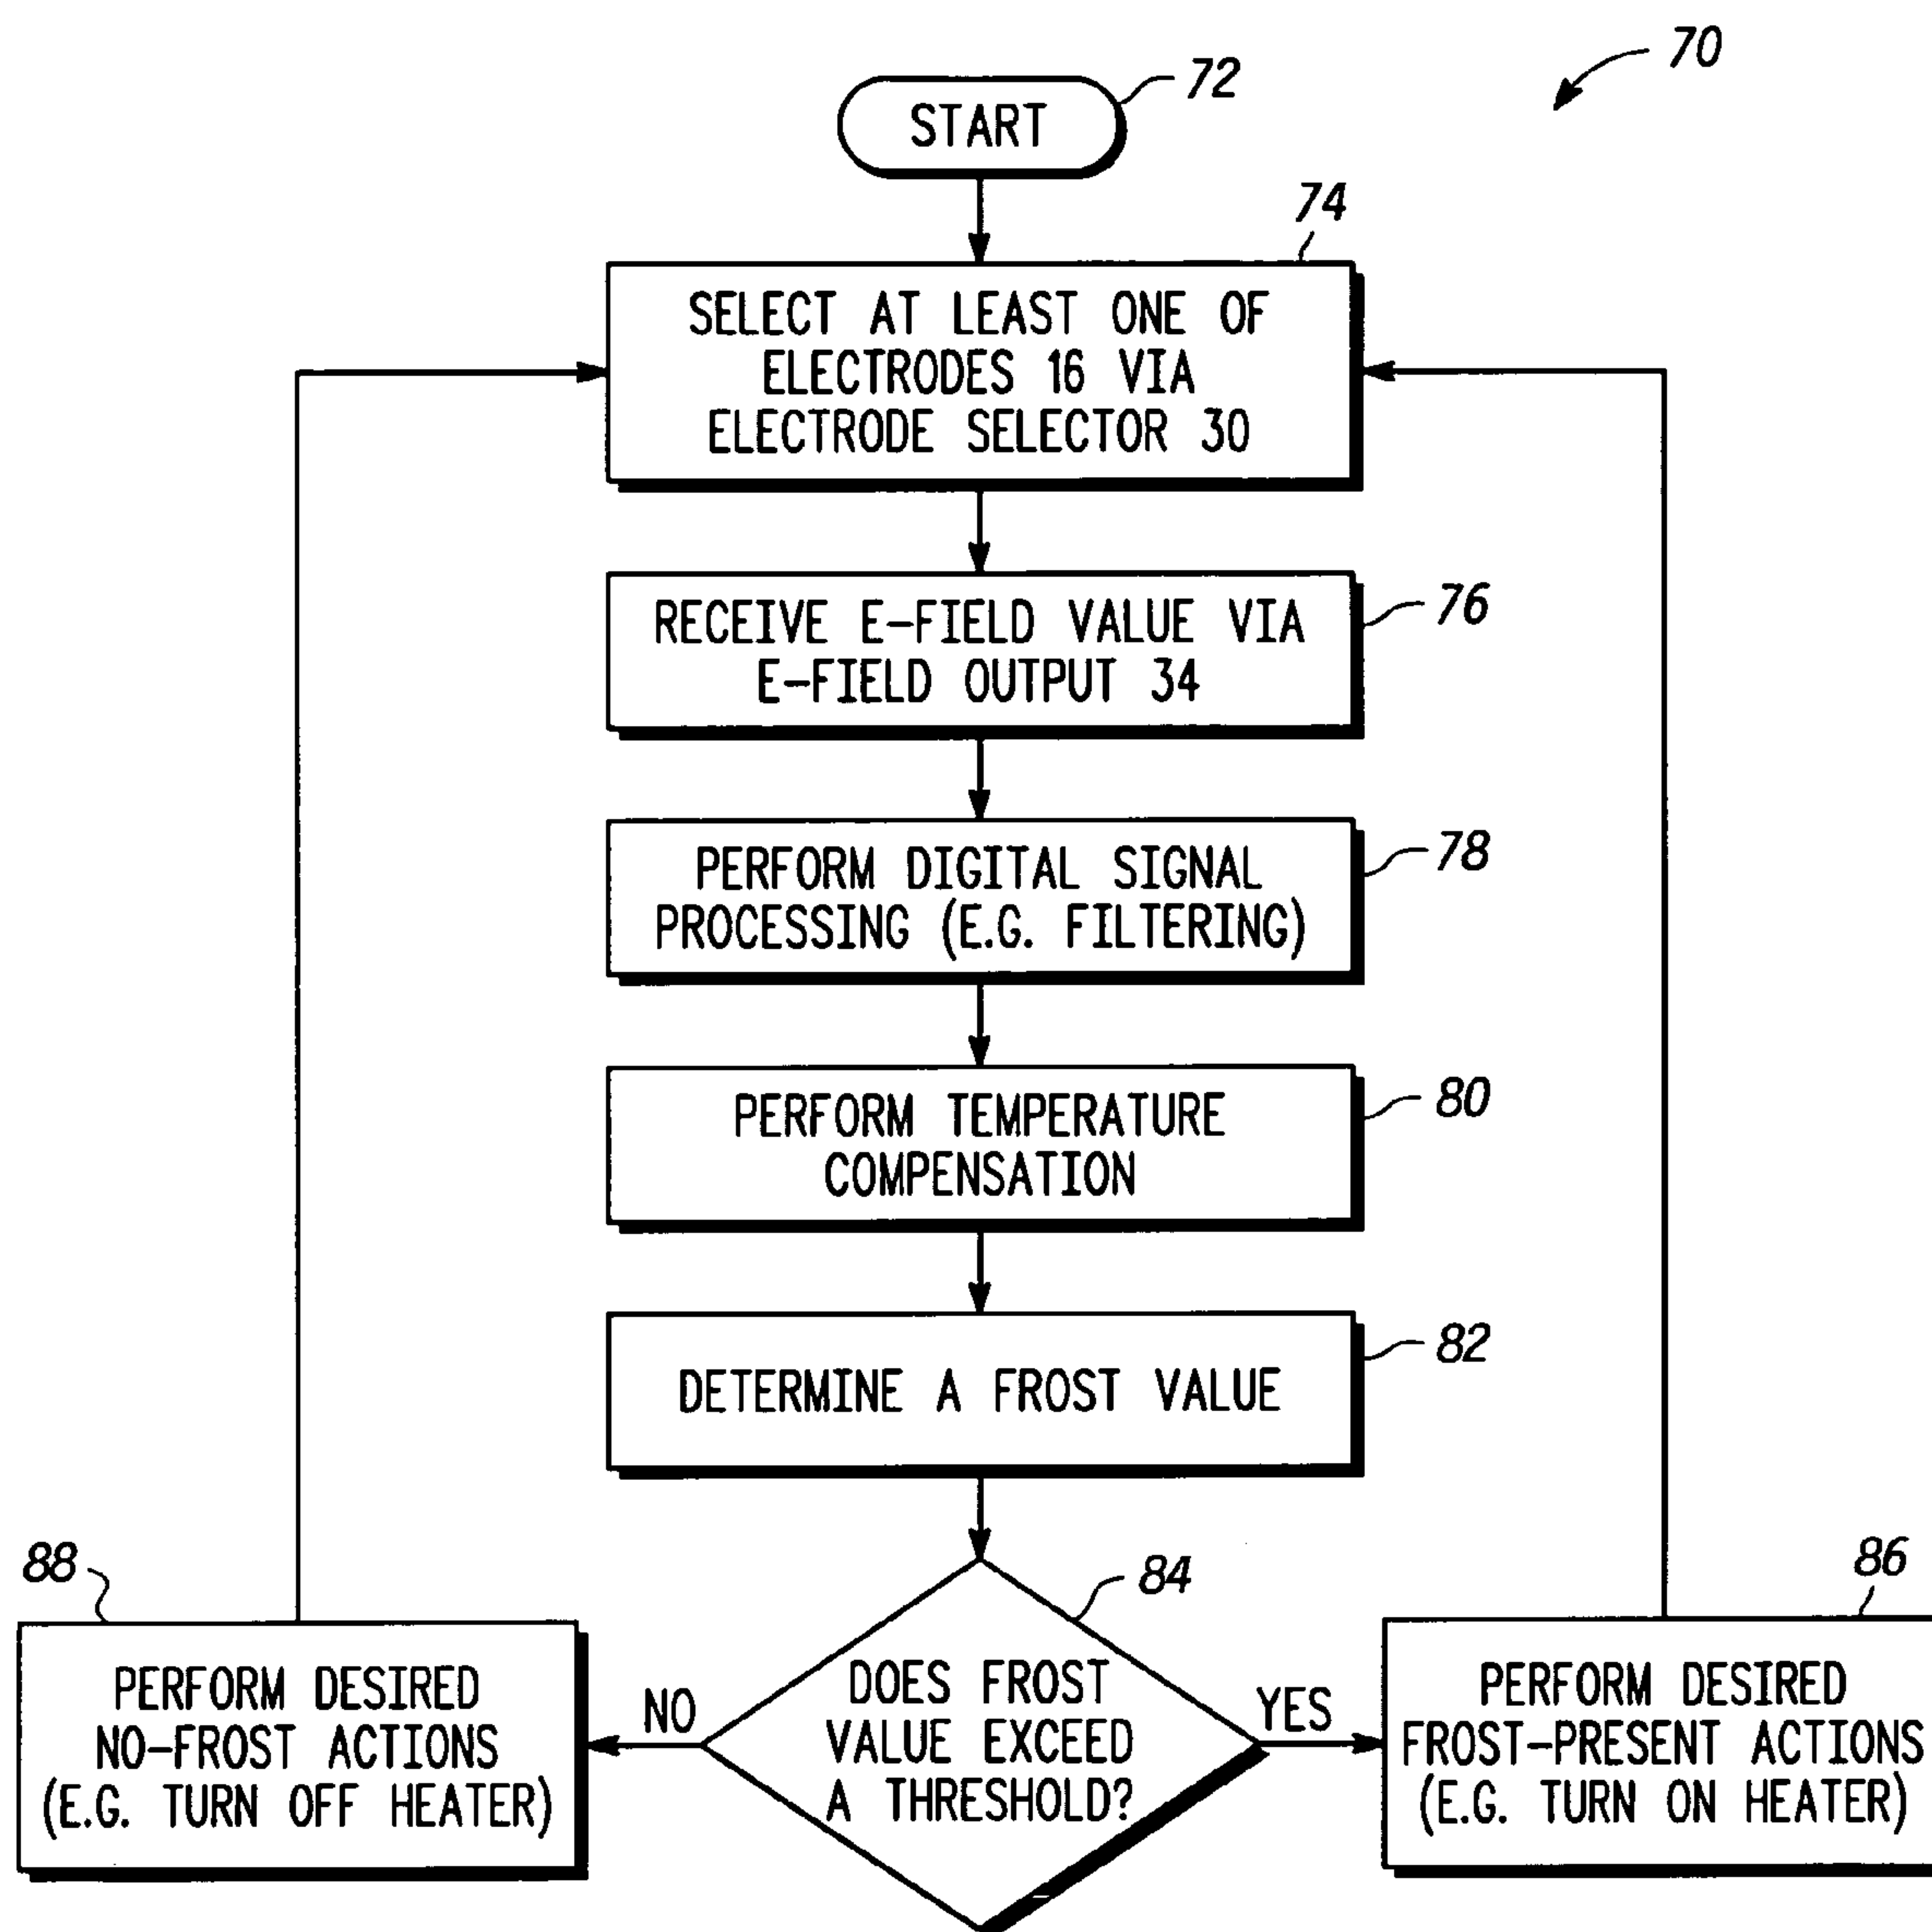 70
72
START
74
SELECT AT LEAST ONE OF
ELECTRODES 16 VIA
ELECTRODE SELECTOR 30
RECEIVE E-FIELD VALUE VIA
E-FIELD OUTPUT 34
76
PERFORM DIGITAL SIGNAL
PROCESSING (E.G. FILTERING)
78
PERFORM TEMPERATURE
COMPENSATION
80
DETERMINE A FROST VALUE
82
84
DOES FROST
VALUE EXCEED
A THRESHOLD?
NO
YES
88
PERFORM DESIRED
NO-FROST ACTIONS
(E.G. TURN OFF HEATER)
86
PERFORM DESIRED
FROST-PRESENT ACTIONS
(E.G. TURN ON HEATER)